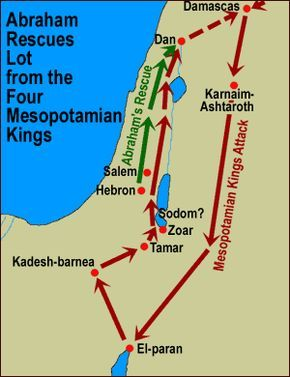 Abraham
Rescues
Lot
from the
Four
Mesopotamian
Kings
Damascas
Dan
Karnaim-
Ashtaroth
Abraham's Rescue
Mesopotamian Kings Attack
Salem
Hebron
Sodom?
Zoar
Tamar
Kadesh-barnea
El-paran